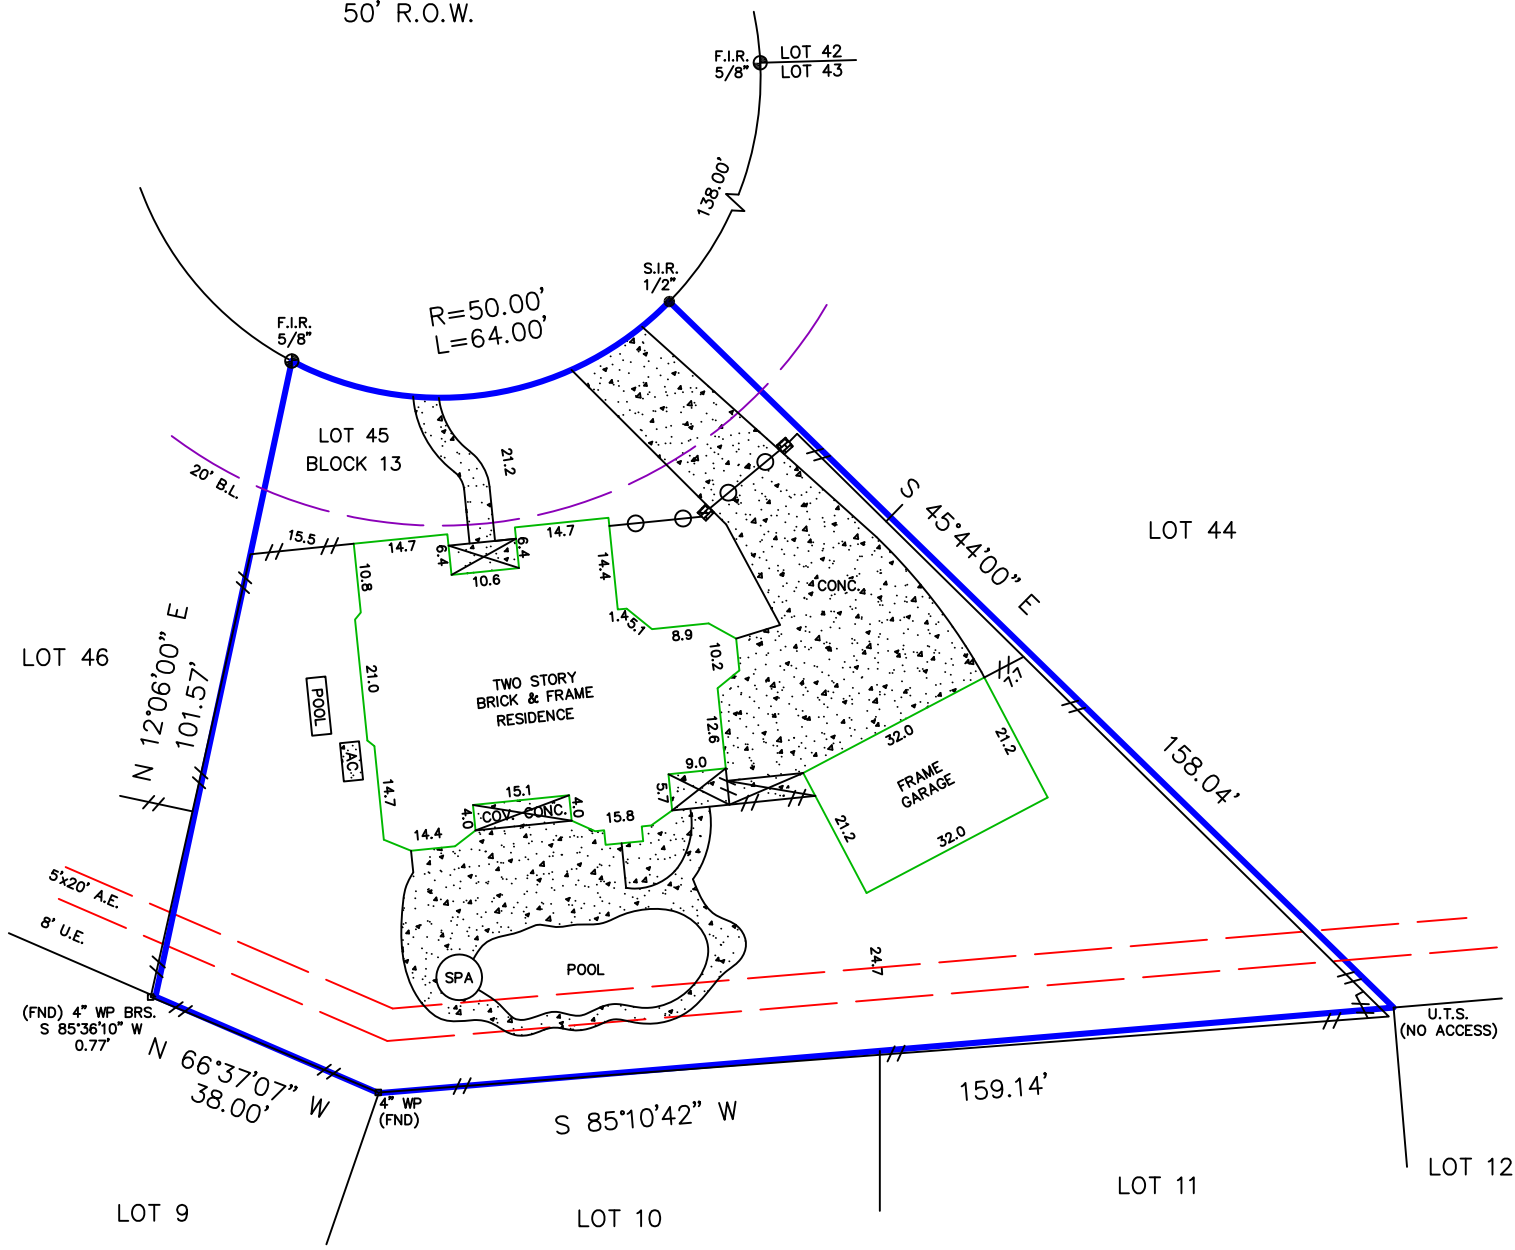 50' R.O.W.
F.I.R.
5/8"
LOT 42
LOT 43
138.00'
S.I.R.
1/2"
R=50.00'
L=64.00'
F.I.R.
5/8"
LOT 45
BLOCK 13
20' B.L.
21.2
15.5
14.7
6.4
10.6
6.4
14.7
14.4
10.8
1.4
5.1
8.9
10.2
CONC.
S 45°44'00" E
LOT 44
LOT 46
N 12°06'00" E
101.57'
21.0
TWO STORY
BRICK & FRAME
RESIDENCE
POOL
AC
12.6
7.7
32.0
21.2
FRAME
GARAGE
158.04'
9.0
5.7
14.7
15.1
4.0
COV. CONC.
4.0
15.8
14.4
21.2
32.0
5'x20' A.E.
8' U.E.
24.7
SPA
POOL
(FND) 4" WP BRS.
S 85°36'10" W
0.77'
U.T.S.
(NO ACCESS)
N 66°37'07" W
38.00'
4" WP
(FND)
S 85°10'42" W
159.14'
LOT 9
LOT 10
LOT 11
LOT 12